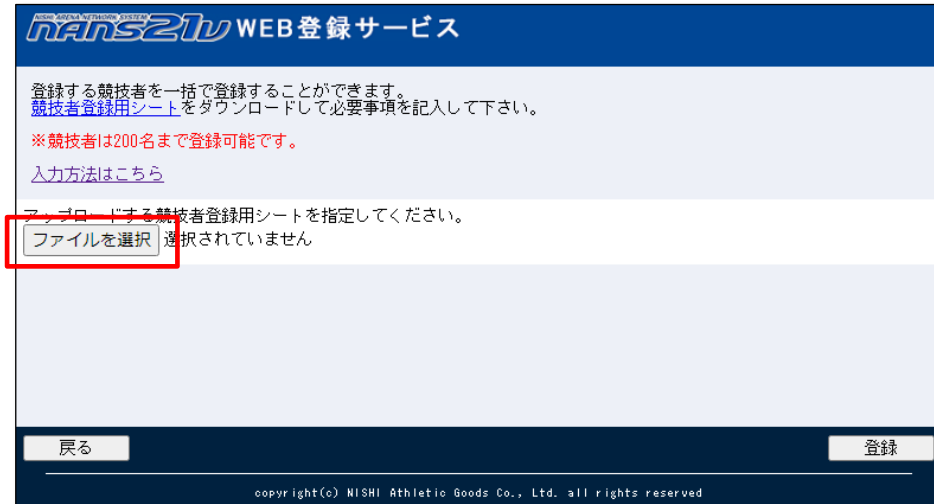 NISHI ARENA NETWORK SYSTEM
nANS21V WEB登録サービス
登録する競技者を一括で登録することができます。
競技者登録用シートをダウンロードして必要事項を記入して下さい。
※競技者は200名まで登録可能です。
入力方法はこちら
アップロードする競技者登録用シートを指定してください。
ファイルを選択 選択されていません
戻る
登録
copyright(c) NISHI Athletic Goods Co., Ltd. all rights reserved